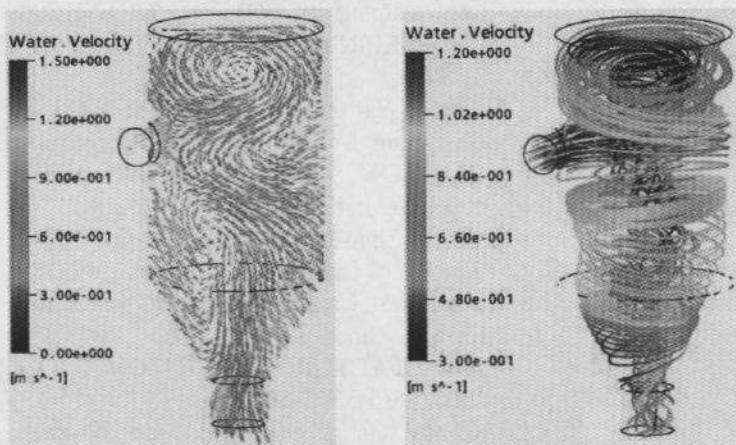 Water.Velocity
1.50e+000
1.20e+000
9.00e-001
6.00e-001
3.00e-001
0.00e+000
[m s^-1]
Water.Velocity
1.20e+000
1.02e+000
8.40e-001
6.60e-001
4.80e-001
3.00e-001
[m s^-1]